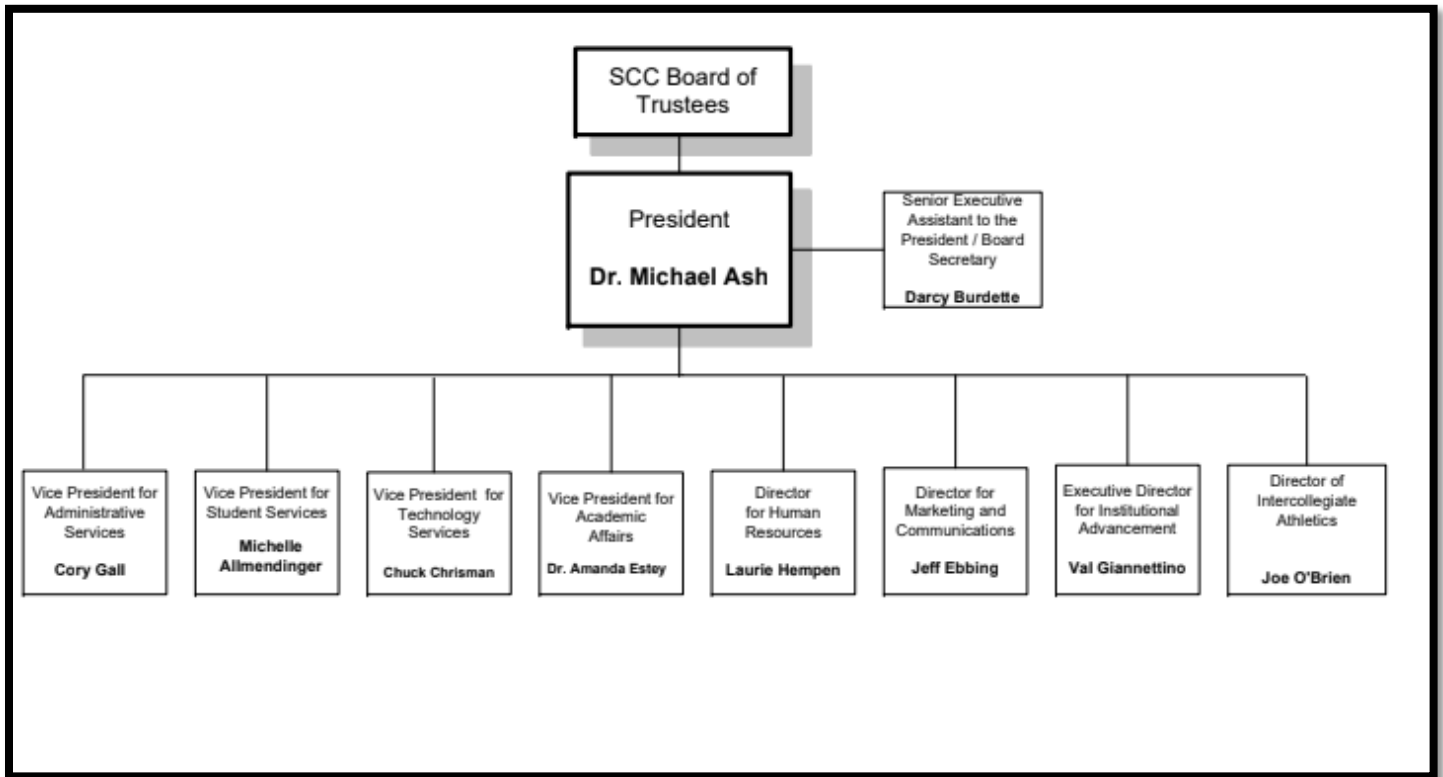 SCC Board of
Trustees
President
Dr. Michael Ash
Senior Executive
Assistant to the
President / Board
Secretary
Darcy Burdette
Vice President for
Administrative
Services
Cory Gall
Vice President for
Student Services
Michelle
Allmendinger
Vice President for
Technology
Services
Chuck Chrisman
Vice President for
Academic
Affairs
Dr. Amanda Estey
Director
for Human
Resources
Laurie Hempen
Director for
Marketing and
Communications
Jeff Ebbing
Executive Director
for Institutional
Advancement
Val Giannettino
Director of
Intercollegiate
Athletics
Joe O'Brien